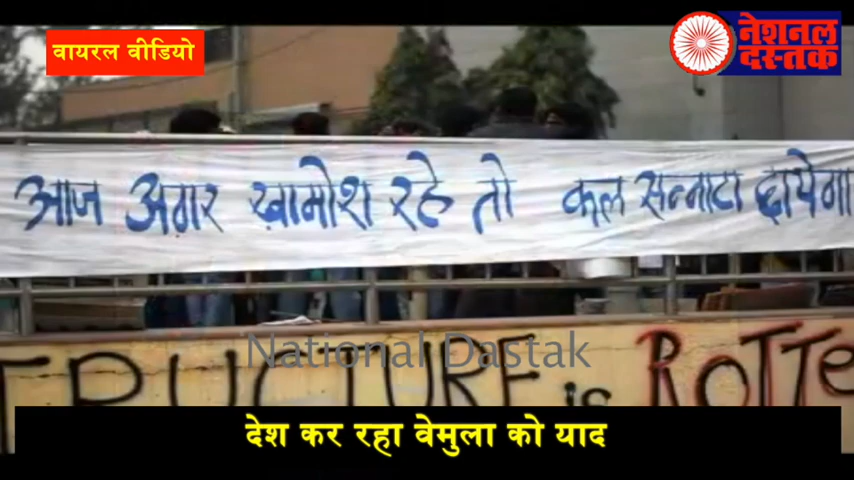 वायरल वीडियो
नेशनल
दस्तक
आज अगर ख़ामोश रहे तो कल सन्नाटा छायेगा
National Dastak
TRUCTURE is ROTTe
देश कर रहा वेमुला को याद